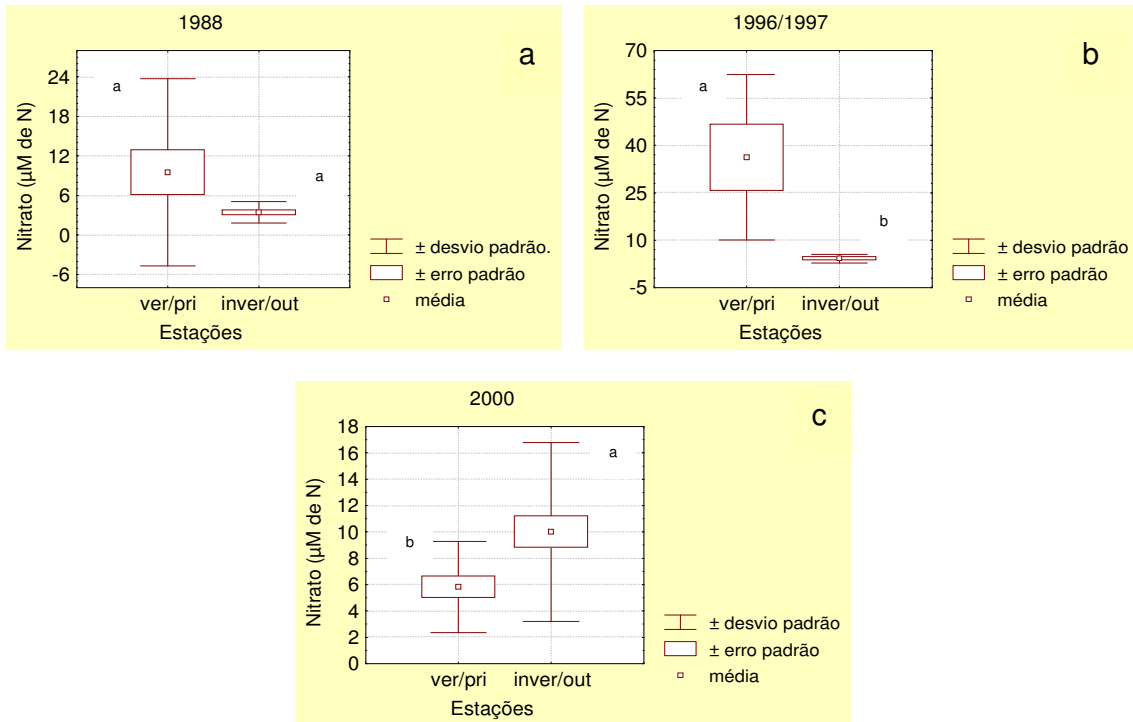 1988
a
Nitrato (µM de N)
24
18
12
6
0
-6
a
a
ver/pri inver/out
Estações
± desvio padrão.
± erro padrão
média
1996/1997
b
Nitrato (µM de N)
70
55
40
25
10
-5
a
b
ver/pri inver/out
Estações
± desvio padrão
± erro padrão
média
2000
c
Nitrato (µM de N)
18
16
14
12
10
8
6
4
2
0
a
b
ver/pri inver/out
Estações
± desvio padrão
± erro padrão
média